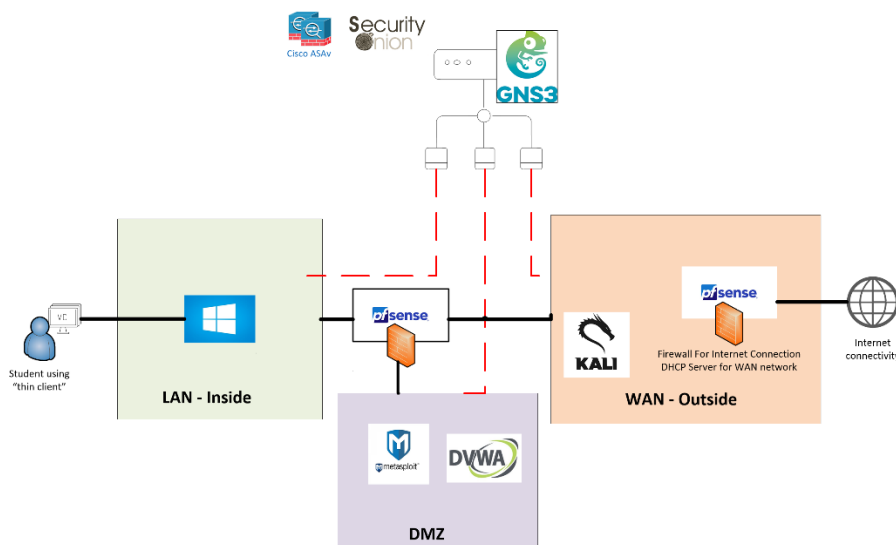 Cisco ASAv
Security
Onion
GNS3
VC
pfsense
pfsense
KALI
Firewall For Internet Connection
DHCP Server for WAN network
Internet
connectivity
Student using
"thin client"
LAN - Inside
WAN - Outside
metasploit
DVWA
DMZ